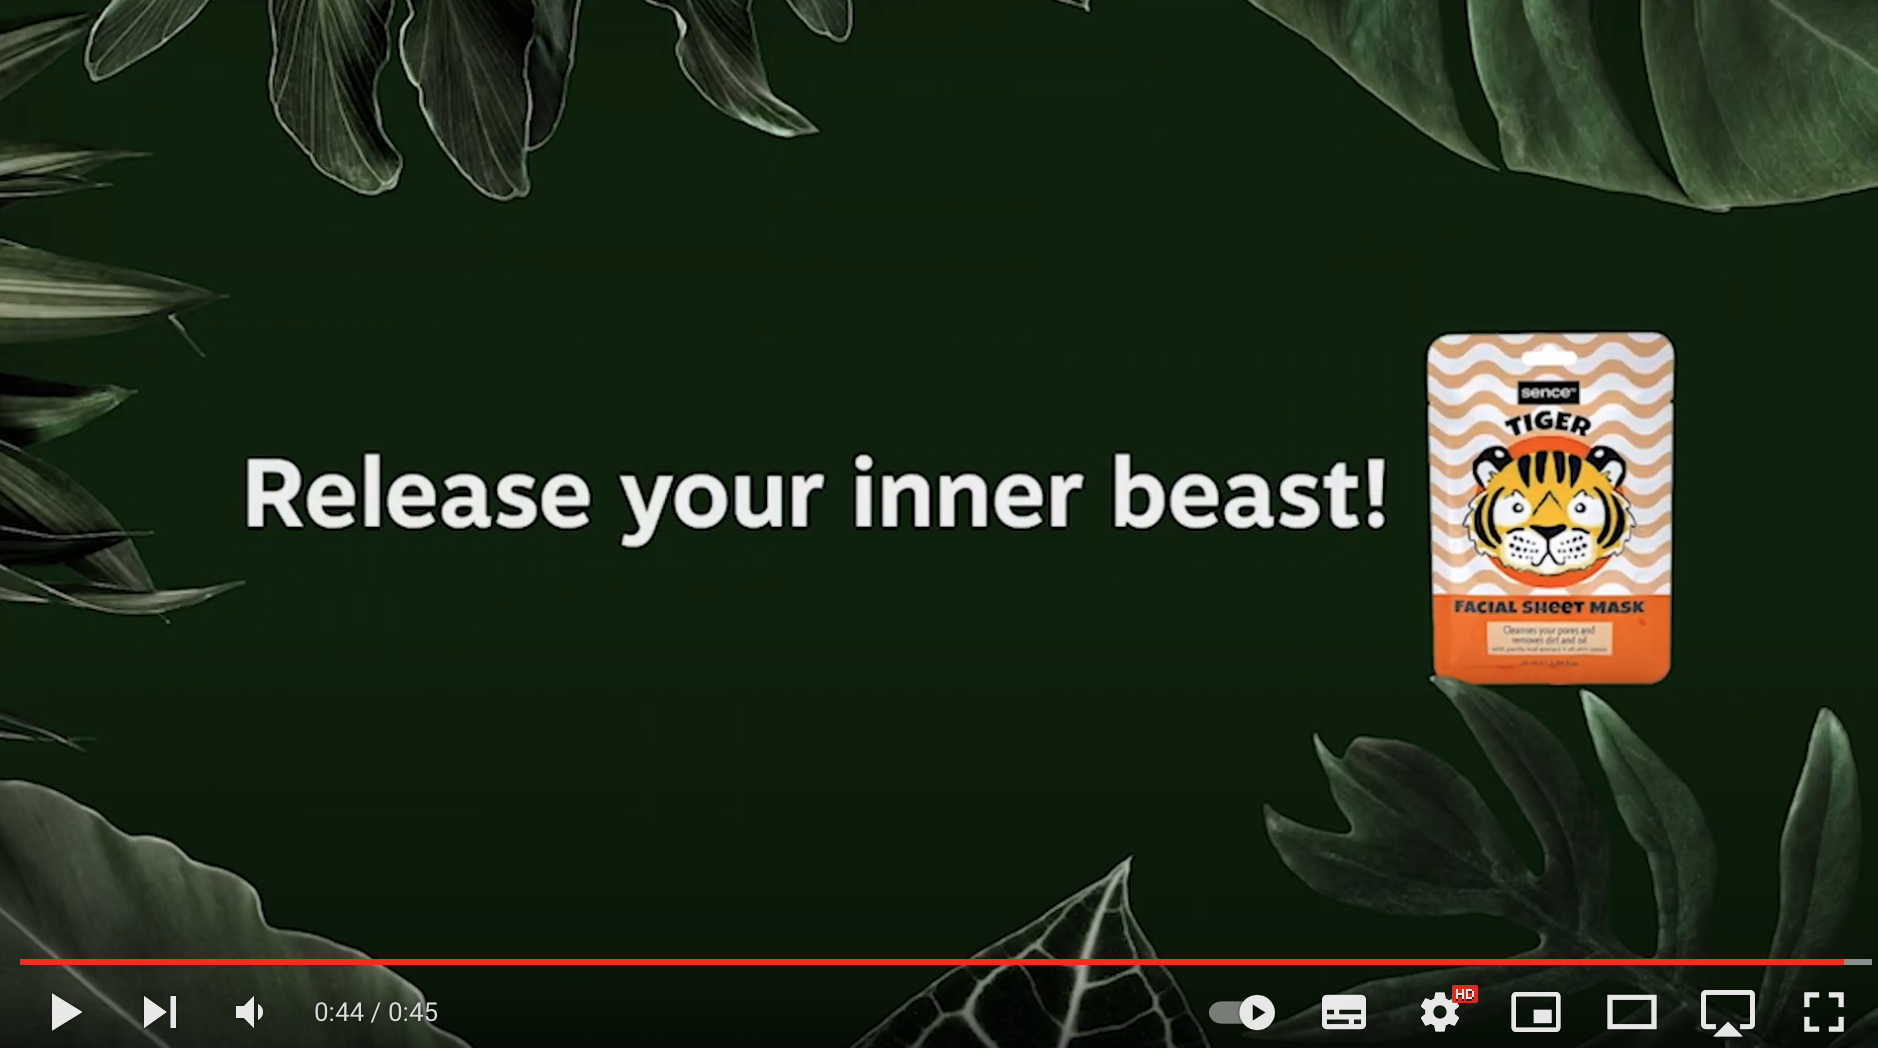 Release your inner beast!
sence
TIGER
FACIAL SHEET MASK
Cleanses your pores and
removes dirt and oil
HD
0:44 / 0:45